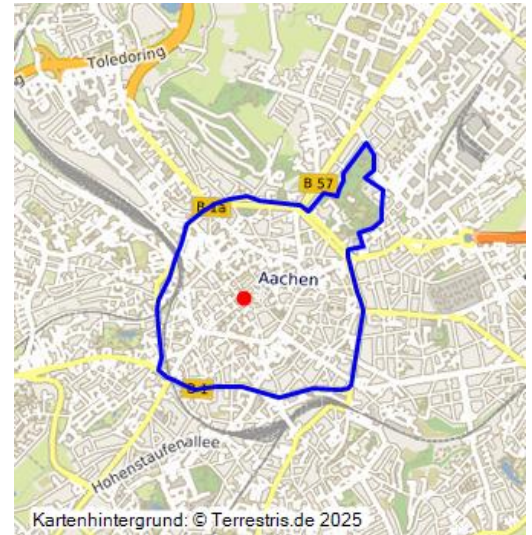 Toledoring
B 57
B 1a
Aachen
B 1
Hohenstaufenallee
Kartenhintergrund: © Terrestris.de 2025